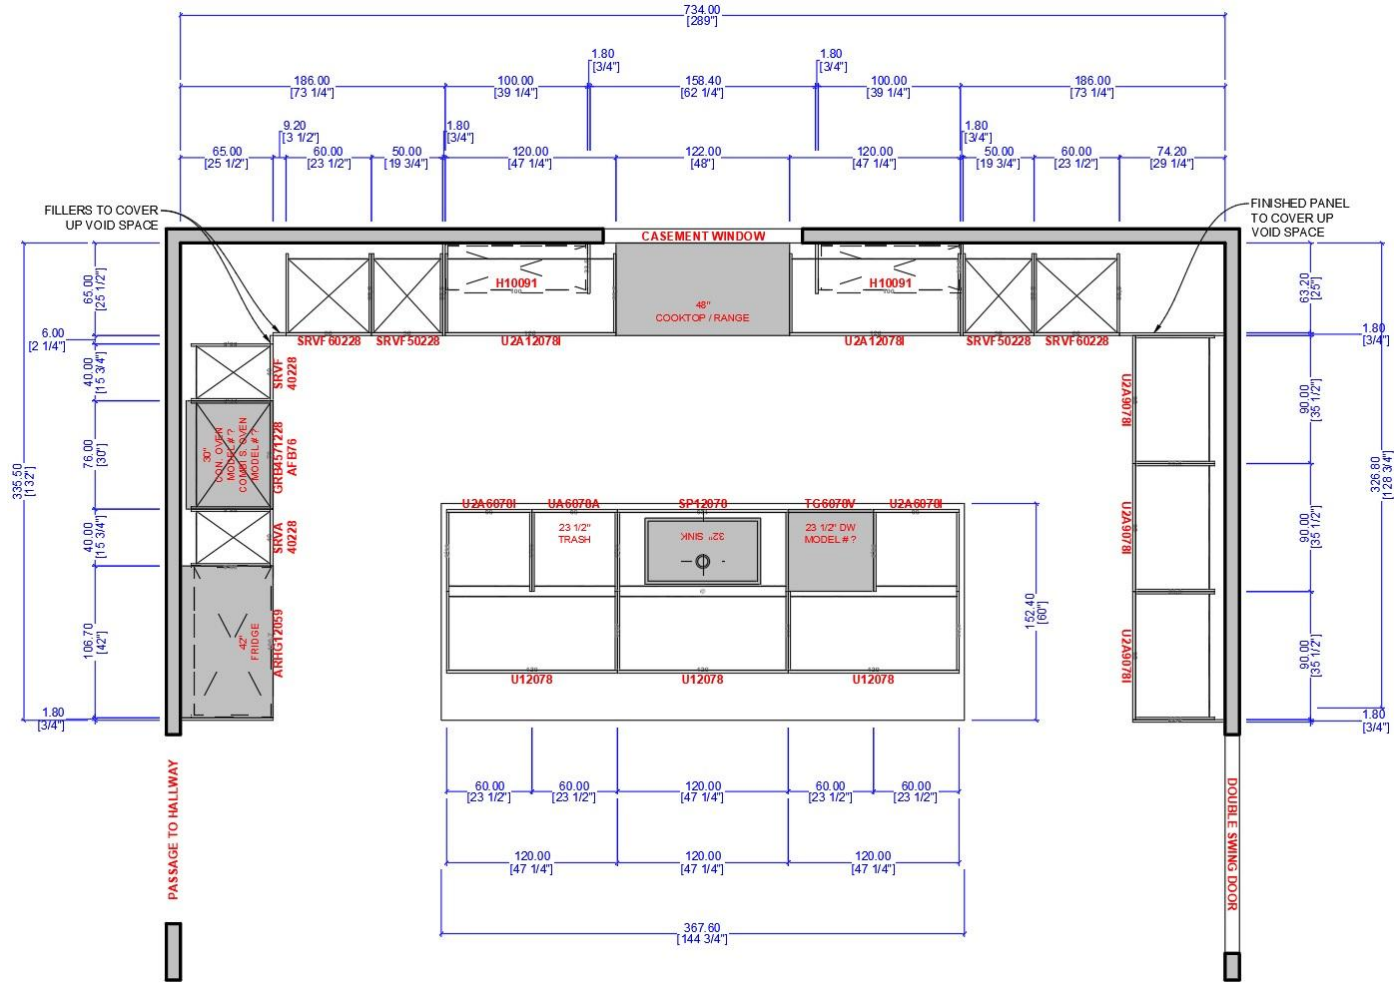 734.00
[289"]
1.80
[3/4"]
1.80
[3/4"]
186.00
[73 1/4"]
100.00
[39 1/4"]
158.40
[62 1/4"]
100.00
[39 1/4"]
186.00
[73 1/4"]
9.20
[3 1/2"]
1.80
[3/4"]
1.80
[3/4"]
65.00
[25 1/2"]
60.00
[23 1/2"]
50.00
[19 3/4"]
120.00
[47 1/4"]
122.00
[48"]
120.00
[47 1/4"]
50.00
[19 3/4"]
60.00
[23 1/2"]
74.20
[29 1/4"]
FILLERS TO COVER
UP VOID SPACE
FINISHED PANEL
TO COVER UP
VOID SPACE
CASEMENT WINDOW
H10091
H10091
48"
COOKTOP / RANGE
SRVF60228
SRVF50228
U2A12078I
U2A12078I
SRVF50228
SRVF60228
65.00
[25 1/2"]
6.00
[2 1/4"]
40.00
[15 3/4"]
76.00
[30"]
335.50
[132"]
40.00
[15 3/4"]
106.70
[42"]
1.80
[3/4"]
SRVF
40228
30"
CON. OVEN
MODEL # ?
COMBI S. OVEN
MODEL # ?
GRB4571228
AFB76
SRVA
40228
42"
FRIDGE
ARHG12059
63.20
[25"]
1.80
[3/4"]
90.00
[35 1/2"]
90.00
[35 1/2"]
326.80
[128 3/4"]
90.00
[35 1/2"]
1.80
[3/4"]
U2A9078I
U2A9078I
U2A9078I
U2A6078I
UA6078A
SP12078
TG6078V
U2A6078I
23 1/2"
TRASH
32" SINK
23 1/2" DW
MODEL # ?
U12078
U12078
U12078
152.40
[60"]
60.00
[23 1/2"]
60.00
[23 1/2"]
120.00
[47 1/4"]
60.00
[23 1/2"]
60.00
[23 1/2"]
120.00
[47 1/4"]
120.00
[47 1/4"]
120.00
[47 1/4"]
367.60
[144 3/4"]
PASSAGE TO HALLWAY
DOUBLE SWING DOOR